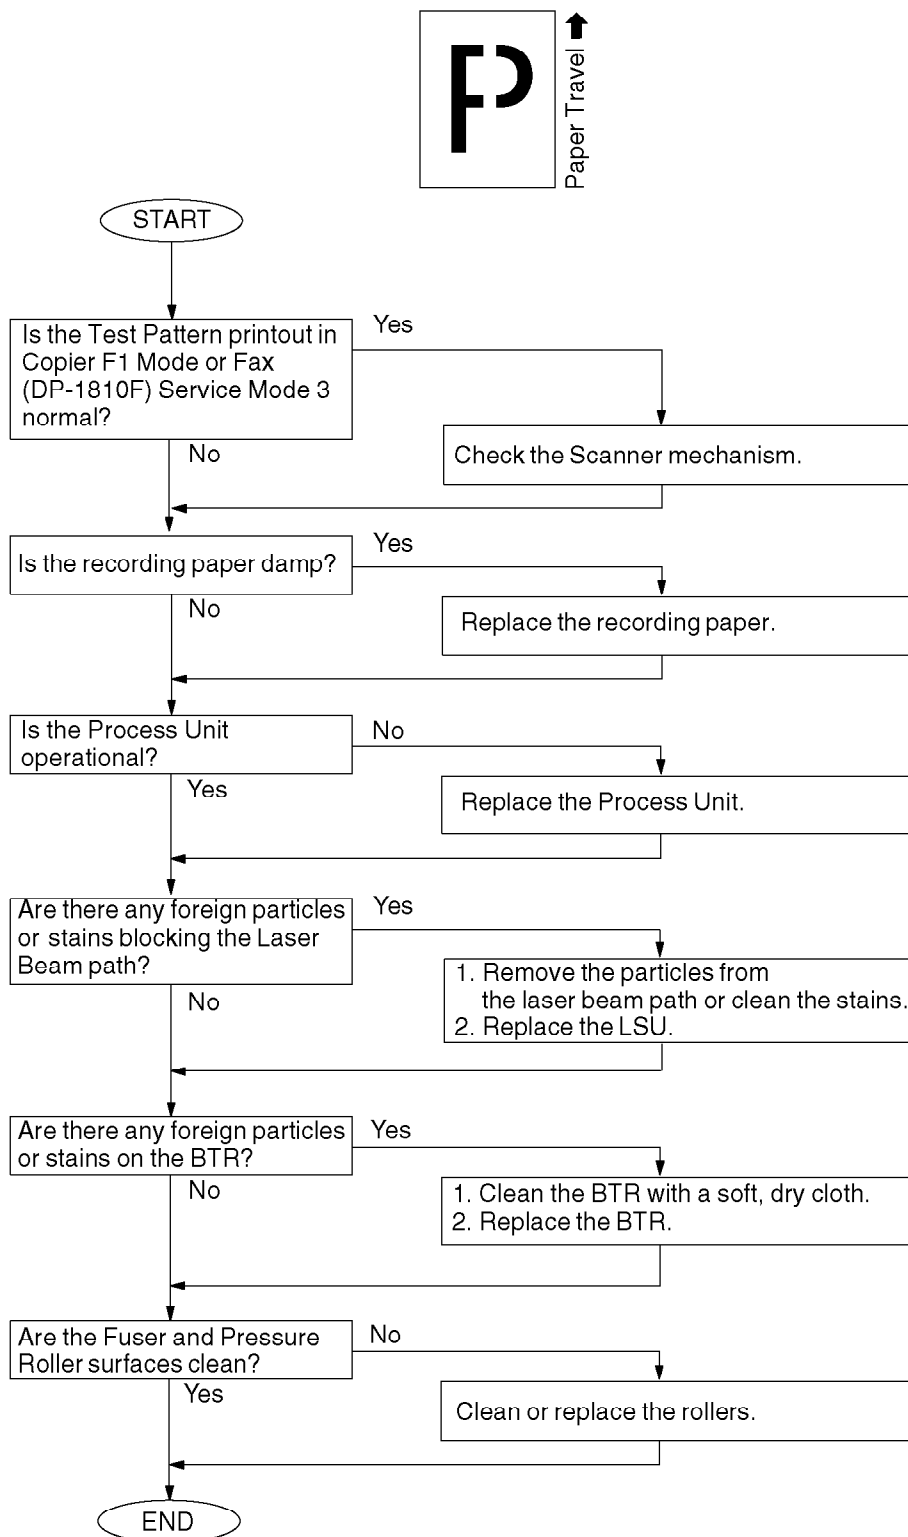 P
Paper Travel
START
Is the Test Pattern printout in
Copier F1 Mode or Fax
(DP-1810F) Service Mode 3
normal?
Yes
No
Check the Scanner mechanism.
Is the recording paper damp?
Yes
No
Replace the recording paper.
Is the Process Unit
operational?
No
Yes
Replace the Process Unit.
Are there any foreign particles
or stains blocking the Laser
Beam path?
Yes
No
1. Remove the particles from
the laser beam path or clean the stains.
2. Replace the LSU.
Are there any foreign particles
or stains on the BTR?
Yes
No
1. Clean the BTR with a soft, dry cloth.
2. Replace the BTR.
Are the Fuser and Pressure
Roller surfaces clean?
No
Yes
Clean or replace the rollers.
END